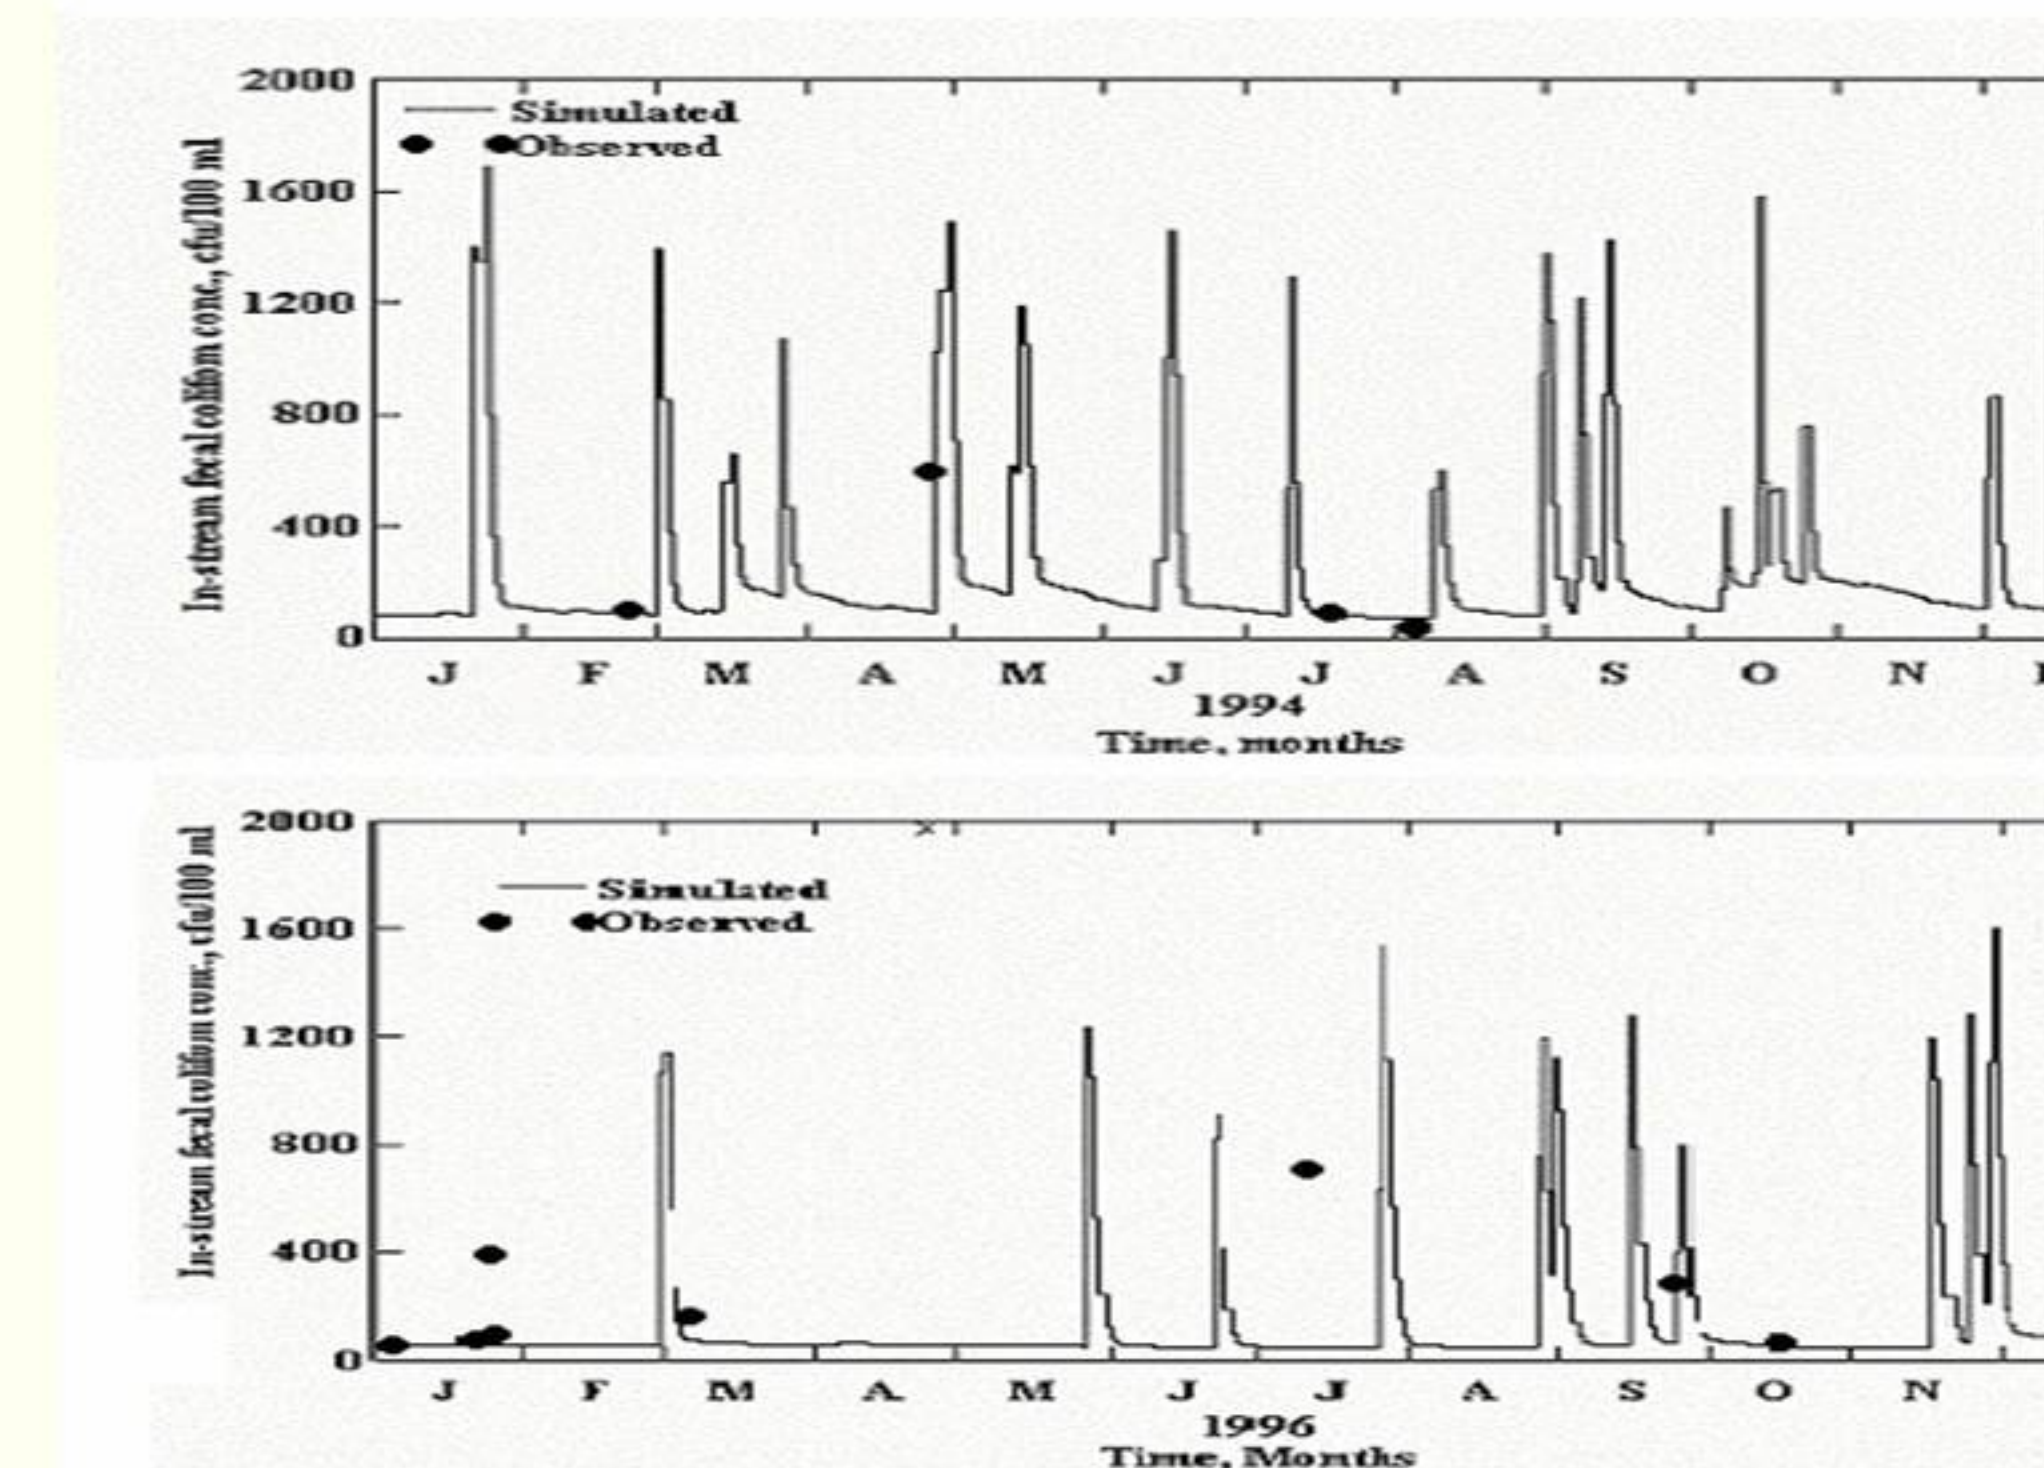 2000
Simulated
Observed
1600
1200
800
400
0
In-stream fecal coliform conc., cfu/100 ml
J F M A M J J A S O N
1994
Time, months
2000
Simulated
Observed
1600
1200
800
400
0
In-stream fecal coliform conc., cfu/100 ml
J F M A M J J A S O N
1996
Time, Months